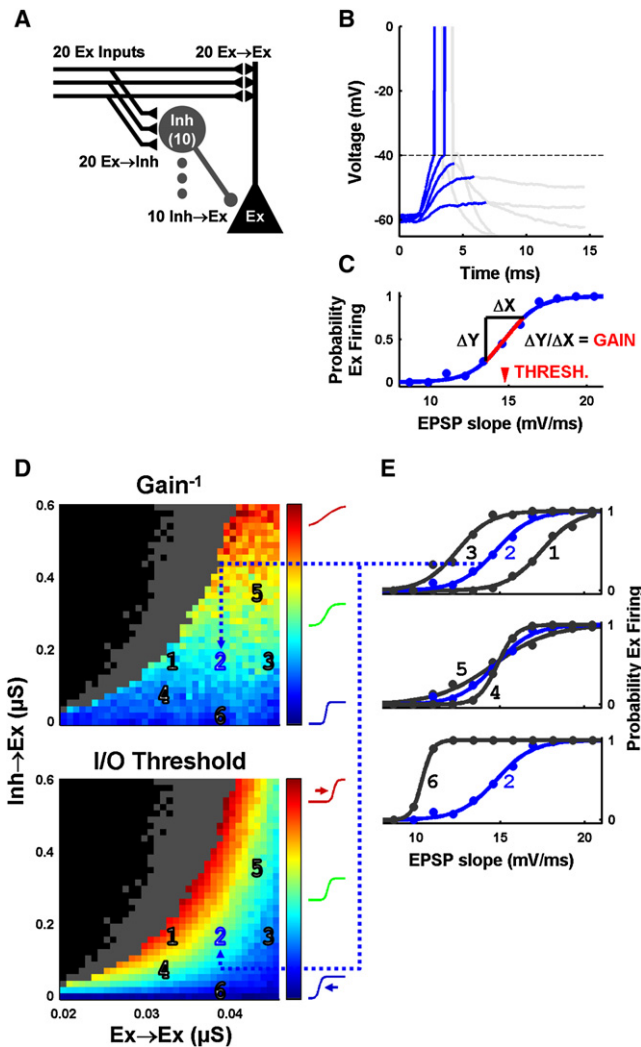 A
20 Ex Inputs
20 Ex→Ex
Inh
(10)
20 Ex→Inh
10 Inh→Ex
Ex
B
Voltage (mV)
0
-20
-40
-60
0
5
10
15
Time (ms)
C
Probability
Ex Firing
1
0.5
0
ΔX
ΔY
ΔY/ΔX = GAIN
THRESH.
10
15
20
EPSP slope (mV/ms)
D
Gain⁻¹
0.6
0.4
0.2
0
1
2
3
4
5
6
Inh→Ex (µS)
I/O Threshold
0.6
0.4
0.2
0
1
2
3
4
5
6
0.02
0.03
0.04
Ex→Ex (µS)
E
1
0
3
2
1
1
0
5
4
1
0
6
2
Probability Ex Firing
10
15
20
EPSP slope (mV/ms)